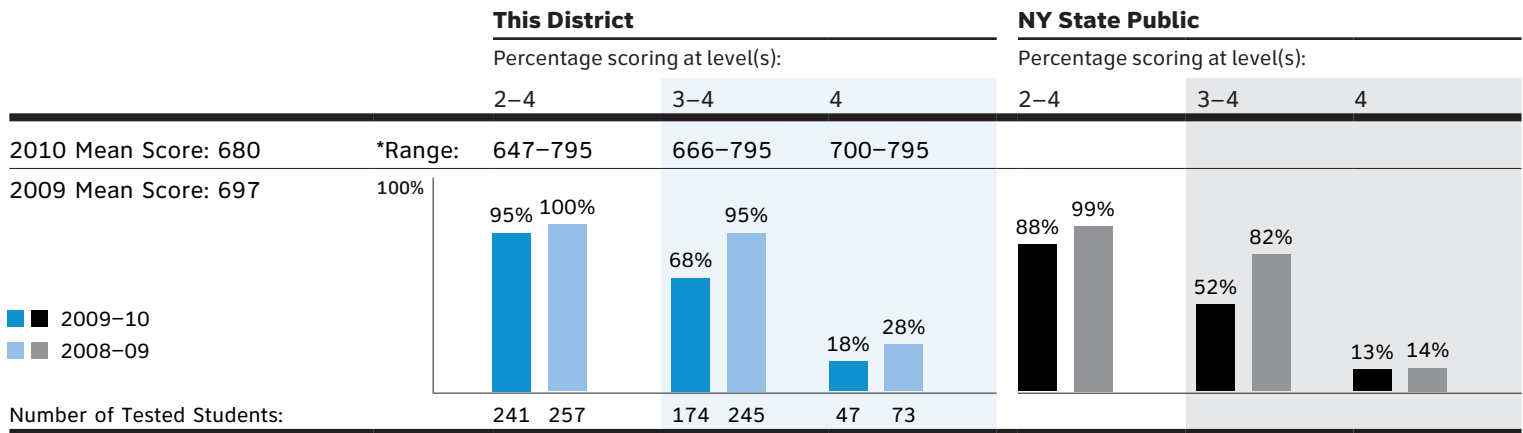 This District NY State Public
Percentage scoring at level(s): Percentage scoring at level(s):
2–4 3–4 4 2–4 3–4 4
2010 Mean Score: 680 *Range: 647–795 666–795 700–795
2009 Mean Score: 697 100%
95% 100% 68% 95% 18% 28% 88% 99% 52% 82% 13% 14%
2009–10
2008–09
Number of Tested Students: 241 257 174 245 47 73